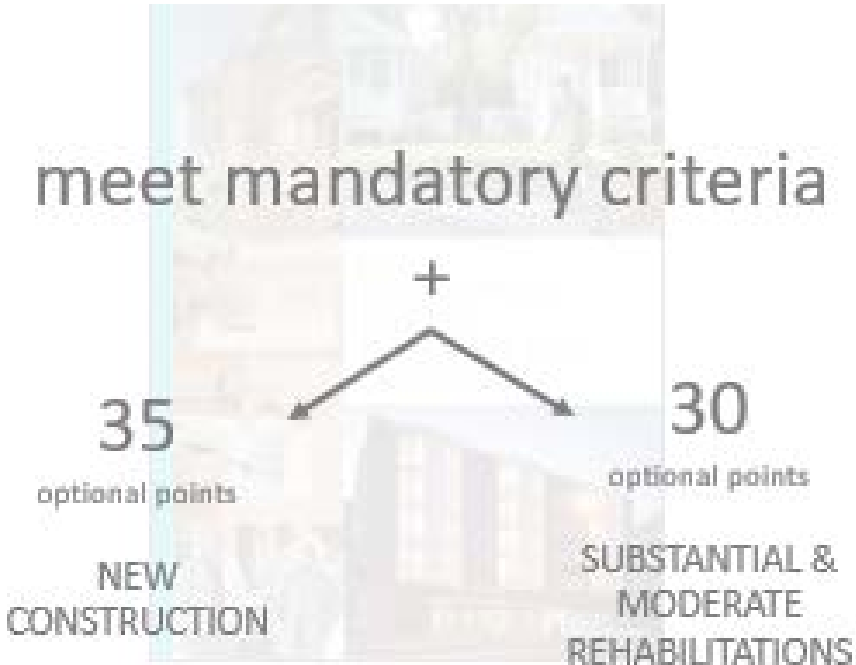 meet mandatory criteria
+
35
optional points
NEW
CONSTRUCTION
30
optional points
SUBSTANTIAL &
MODERATE
REHABILITATIONS